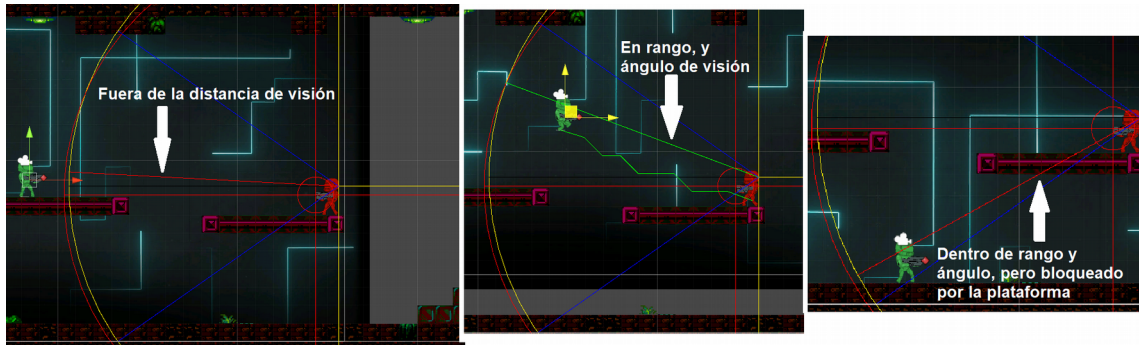 Fuera de la distancia de visión
En rango, y
ángulo de visión
Dentro de rango y
ángulo, pero bloqueado
por la plataforma